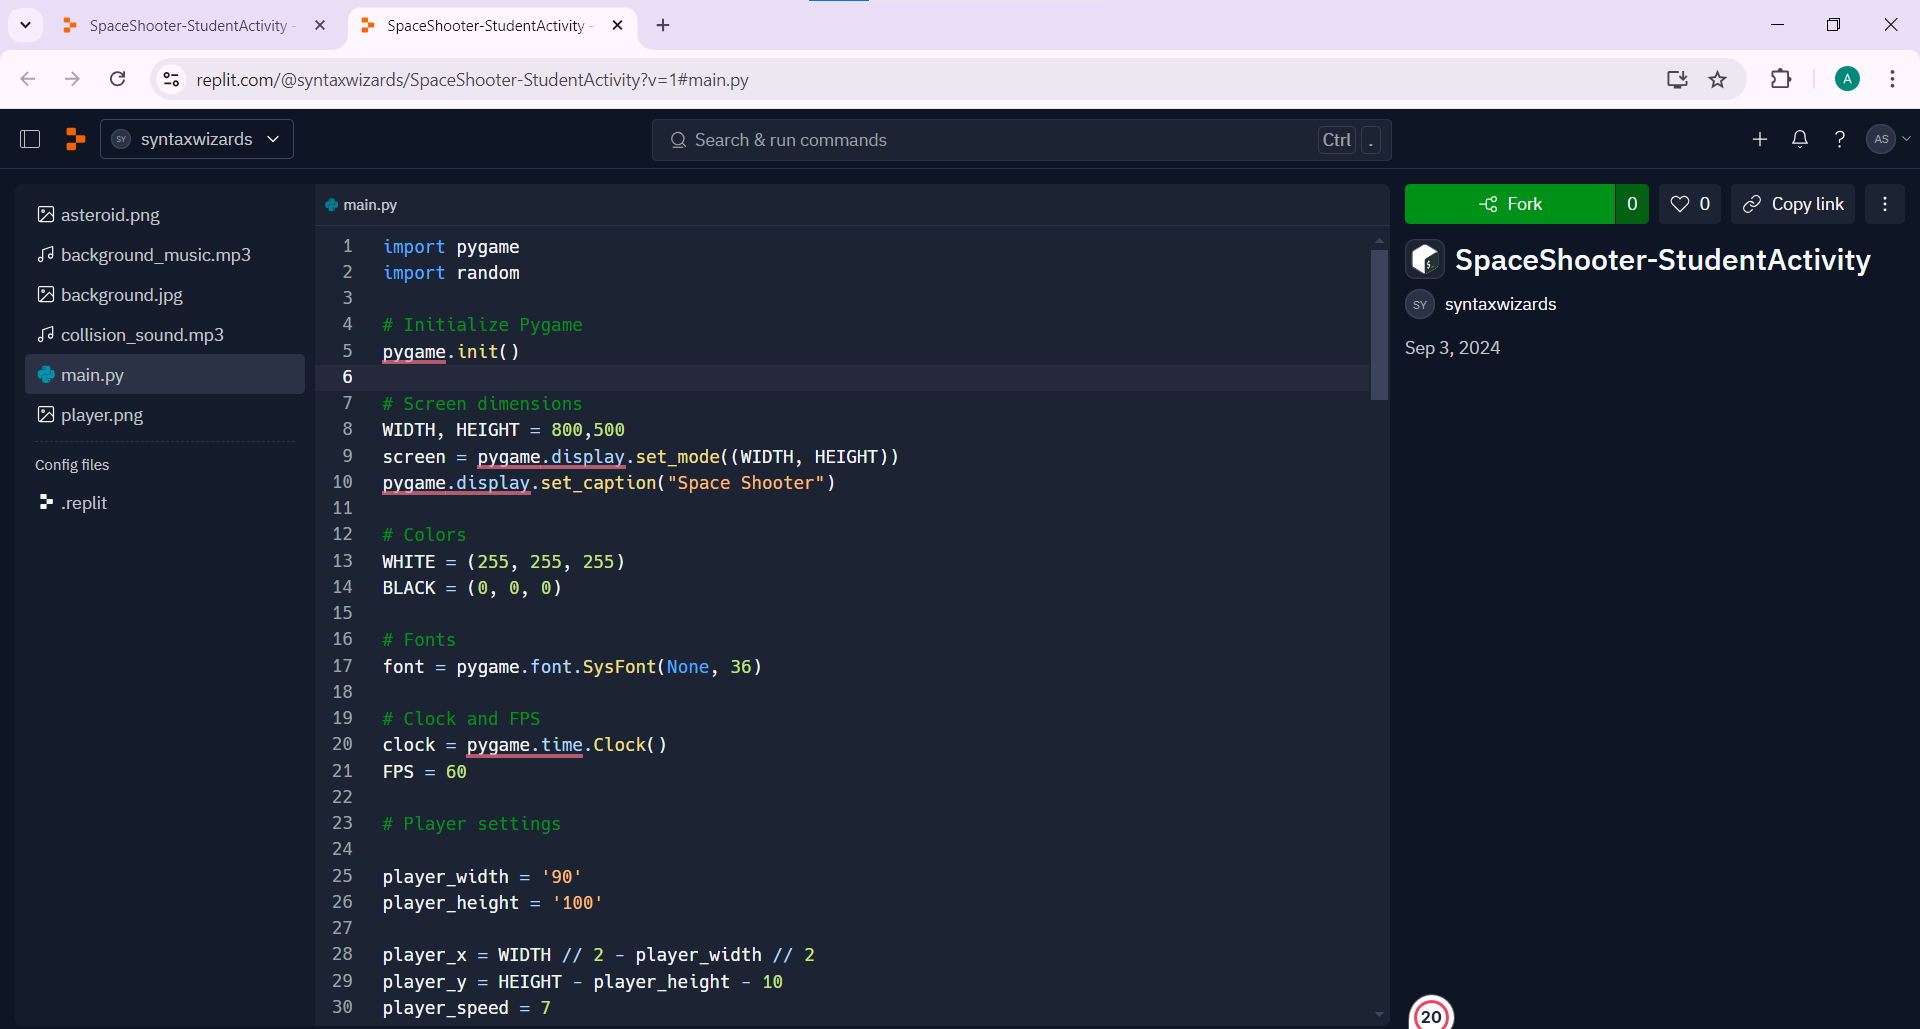 SpaceShooter-StudentActivity -
SpaceShooter-StudentActivity -
replit.com/@syntaxwizards/SpaceShooter-StudentActivity?v=1#main.py
A
SY syntaxwizards
Search & run commands
Ctrl .
AS
asteroid.png
background_music.mp3
background.jpg
collision_sound.mp3
main.py
player.png
Config files
.replit
main.py
1 import pygame
2 import random
3
4 # Initialize Pygame
5 pygame.init()
6
7 # Screen dimensions
8 WIDTH, HEIGHT = 800,500
9 screen = pygame.display.set_mode((WIDTH, HEIGHT))
10 pygame.display.set_caption("Space Shooter")
11
12 # Colors
13 WHITE = (255, 255, 255)
14 BLACK = (0, 0, 0)
15
16 # Fonts
17 font = pygame.font.SysFont(None, 36)
18
19 # Clock and FPS
20 clock = pygame.time.Clock()
21 FPS = 60
22
23 # Player settings
24
25 player_width = '90'
26 player_height = '100'
27
28 player_x = WIDTH // 2 - player_width // 2
29 player_y = HEIGHT - player_height - 10
30 player_speed = 7
Fork 0
0
Copy link
SpaceShooter-StudentActivity
SY syntaxwizards
Sep 3, 2024
20